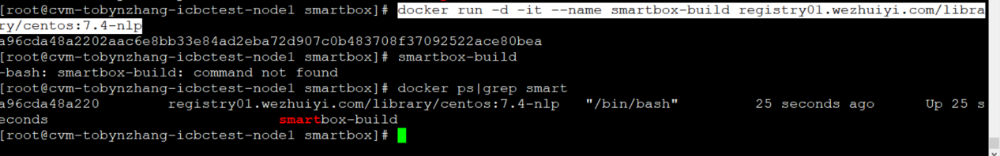 [root@cvm-tobynzhang-icbctest-node1 smartbox]# docker run -d -it --name smartbox-build registry01.wezhuiyi.com/libra
ry/centos:7.4-nlp
a96cda48a2202aac6e8bb33e84ad2eba72d907c0b483708f37092522ace80bea
[root@cvm-tobynzhang-icbctest-node1 smartbox]# smartbox-build
-bash: smartbox-build: command not found
[root@cvm-tobynzhang-icbctest-node1 smartbox]# docker ps|grep smart
a96cda48a220        registry01.wezhuiyi.com/library/centos:7.4-nlp   "/bin/bash"         25 seconds ago      Up 25 s
econds                           smartbox-build
[root@cvm-tobynzhang-icbctest-node1 smartbox]#